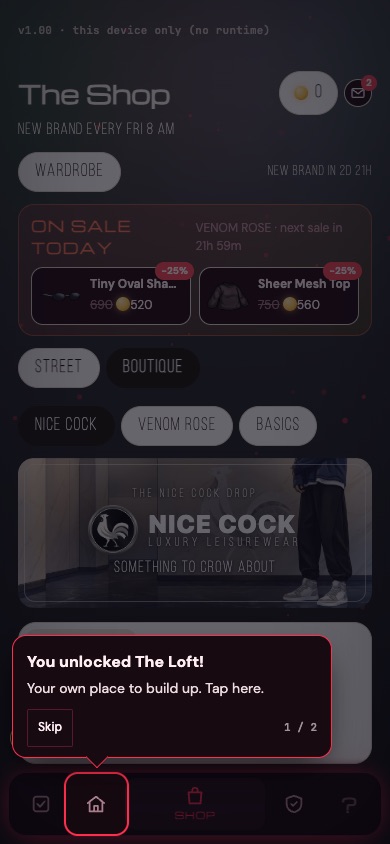 v1.00 · this device only (no runtime)
The Shop
0
2
NEW BRAND EVERY FRI 8 AM
WARDROBE
NEW BRAND IN 2D 21H
ON SALE TODAY
VENOM ROSE · next sale in
21h 59m
-25%
Tiny Oval Sha...
690 520
-25%
Sheer Mesh Top
750 560
STREET
BOUTIQUE
NICE COCK
VENOM ROSE
BASICS
THE NICE COCK DROP
NICE COCK
LUXURY LEISUREWEAR
SOMETHING TO CROW ABOUT
You unlocked The Loft!
Your own place to build up. Tap here.
Skip
1 / 2
SHOP